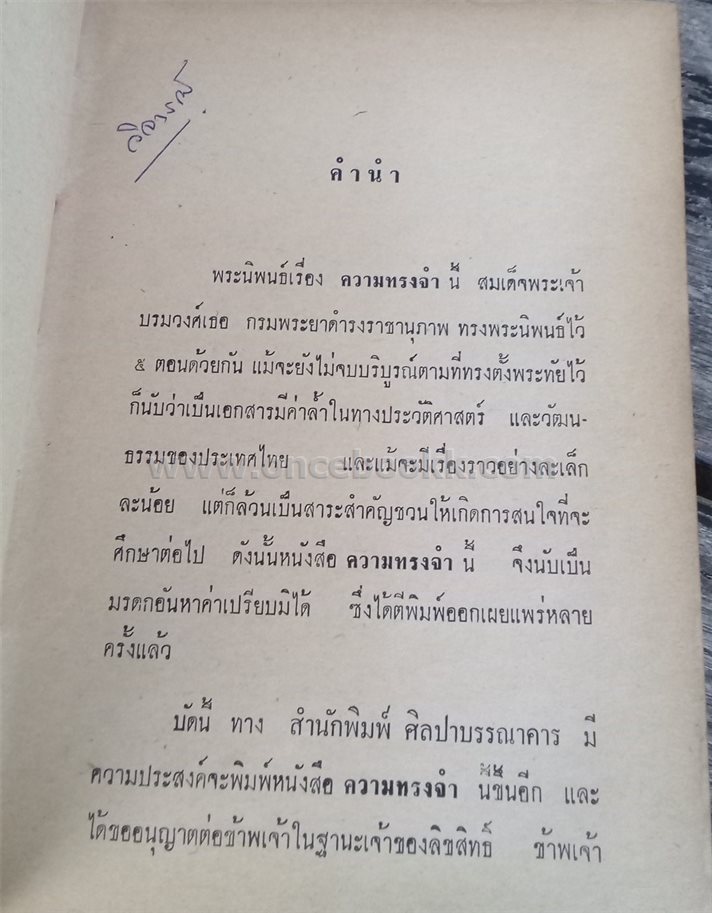 วิจารณ์
คำนำ
พระนิพนธ์เรื่อง ความทรงจำ นี้ สมเด็จพระเจ้า
บรมวงศ์เธอ กรมพระยาดำรงราชานุภาพ ทรงพระนิพนธ์ไว้
๕ ตอนด้วยกัน แม้จะยังไม่จบบริบูรณ์ตามที่ทรงตั้งพระทัยไว้
ก็นับว่าเป็นเอกสารมีค่าล้ำในทางประวัติศาสตร์ และวัฒน-
ธรรมของประเทศไทย และแม้จะมีเรื่องราวอย่างละเล็ก
www.oncebookk.com
ละน้อย แต่ก็ล้วนเป็นสาระสำคัญชวนให้เกิดการสนใจที่จะ
ศึกษาต่อไป ดังนั้นหนังสือ ความทรงจำ นี้ จึงนับเป็น
มรดกอันหาค่าเปรียบมิได้ ซึ่งได้ตีพิมพ์ออกเผยแพร่หลาย
ครั้งแล้ว
บัดนี้ ทาง สำนักพิมพ์ ศิลปาบรรณาคาร มี
ความประสงค์จะพิมพ์หนังสือ ความทรงจำ นี้ขึ้นอีก และ
ได้ขออนุญาตต่อข้าพเจ้าในฐานะเจ้าของลิขสิทธิ์ ข้าพเจ้า